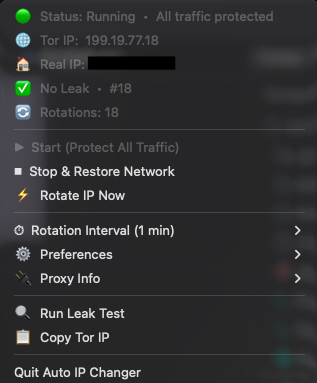 Status: Running • All traffic protected
Tor IP: 199.19.77.18
Real IP:
No Leak • #18
Rotations: 18
Start (Protect All Traffic)
Stop & Restore Network
Rotate IP Now
Rotation Interval (1 min)
Preferences
Proxy Info
Run Leak Test
Copy Tor IP
Quit Auto IP Changer